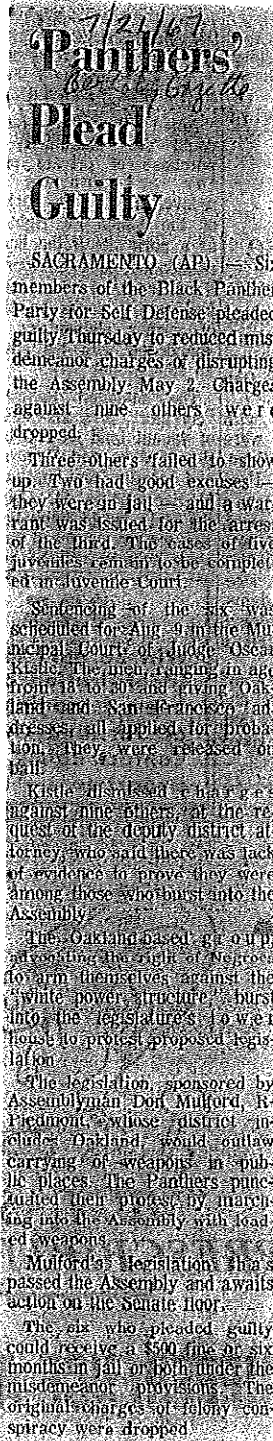 7/21/67
'Panthers'
Berkeley Gazette
Plead
Guilty
SACRAMENTO (AP) — Six
members of the Black Panther
Party for Self Defense pleaded
guilty Thursday to reduced mis-
demeanor charges of disrupting
the Assembly May 2. Charges
against nine others were
dropped.
Three others failed to show
up. Two had good excuses —
they were in jail — and a war-
rant was issued for the arrest
of the third. The cases of five
juveniles remain to be complet-
ed in Juvenile Court.
Sentencing of the six was
scheduled for Aug. 9 in the Mu-
nicipal Court of Judge Oscar
Kistle. The men, ranging in age
from 18 to 30 and giving Oak-
land and San Francisco ad-
dresses, all applied for proba-
tion. They were released on
bail.
Kistle dismissed charges
against nine others, at the re-
quest of the deputy district at-
torney, who said there was lack
of evidence to prove they were
among those who burst into the
Assembly.
The Oakland-based group,
advocating the right of Negroes
to arm themselves against the
"white power structure," burst
into the legislature's lower
house to protest proposed legis-
lation.
The legislation, sponsored by
Assemblyman Don Mulford, R-
Piedmont, whose district in-
cludes Oakland, would outlaw
carrying of weapons in pub-
lic places. The Panthers punc-
tuated their protest by march-
ing into the Assembly with load-
ed weapons.
Mulford's legislation has
passed the Assembly and awaits
action on the Senate floor.
The six who pleaded guilty
could receive a $500 fine or six
months in jail or both under the
misdemeanor provisions. The
original charges of felony con-
spiracy were dropped.